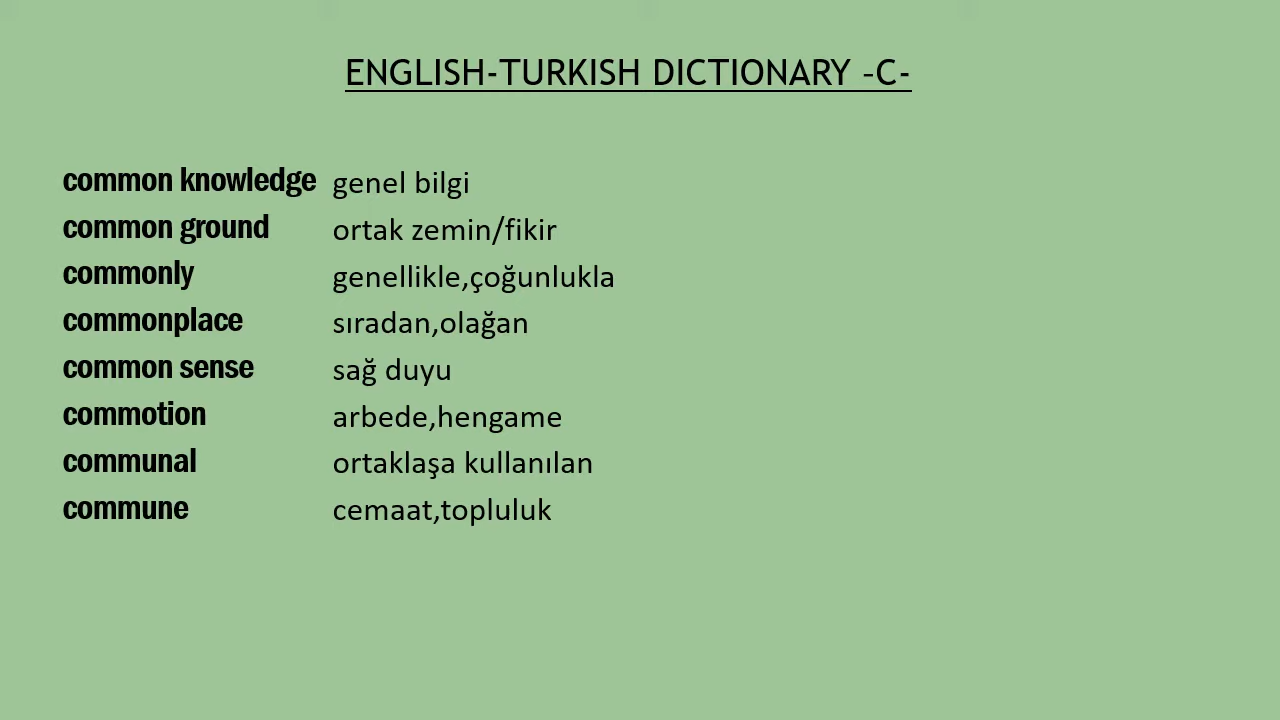 ENGLISH-TURKISH DICTIONARY –C-
common knowledge genel bilgi
common ground ortak zemin/fikir
commonly genellikle,çoğunlukla
commonplace sıradan,olağan
common sense sağ duyu
commotion arbede,hengame
communal ortaklaşa kullanılan
commune cemaat,topluluk